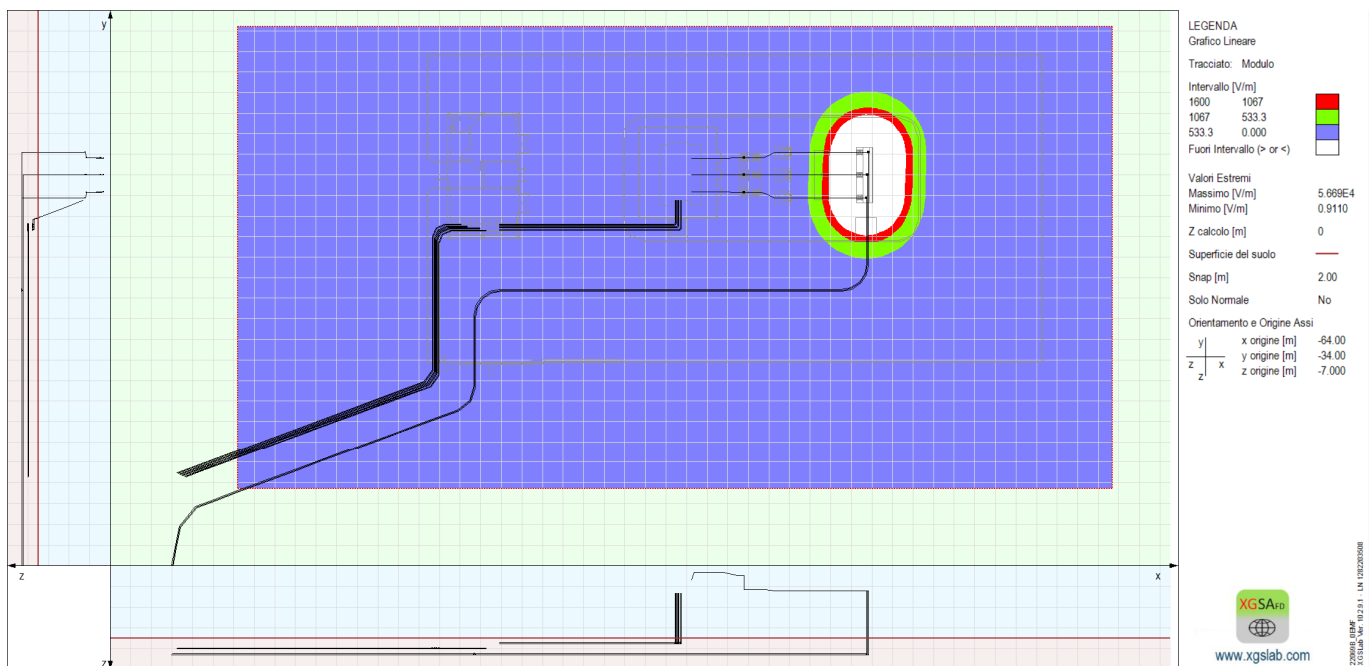 y
z
x
z
LEGENDA
Grafico Lineare
Tracciato: Modulo
Intervallo [V/m]
1600 1067
1067 533.3
533.3 0.000
Fuori Intervallo (> or <)
Valori Estremi
Massimo [V/m] 5.669E4
Minimo [V/m] 0.9110
Z calcolo [m] 0
Superficie del suolo
Snap [m] 2.00
Solo Normale No
Orientamento e Origine Assi
y
z x
z
x origine [m] -64.00
y origine [m] -34.00
z origine [m] -7.000
XGSA FD
www.xgslab.com